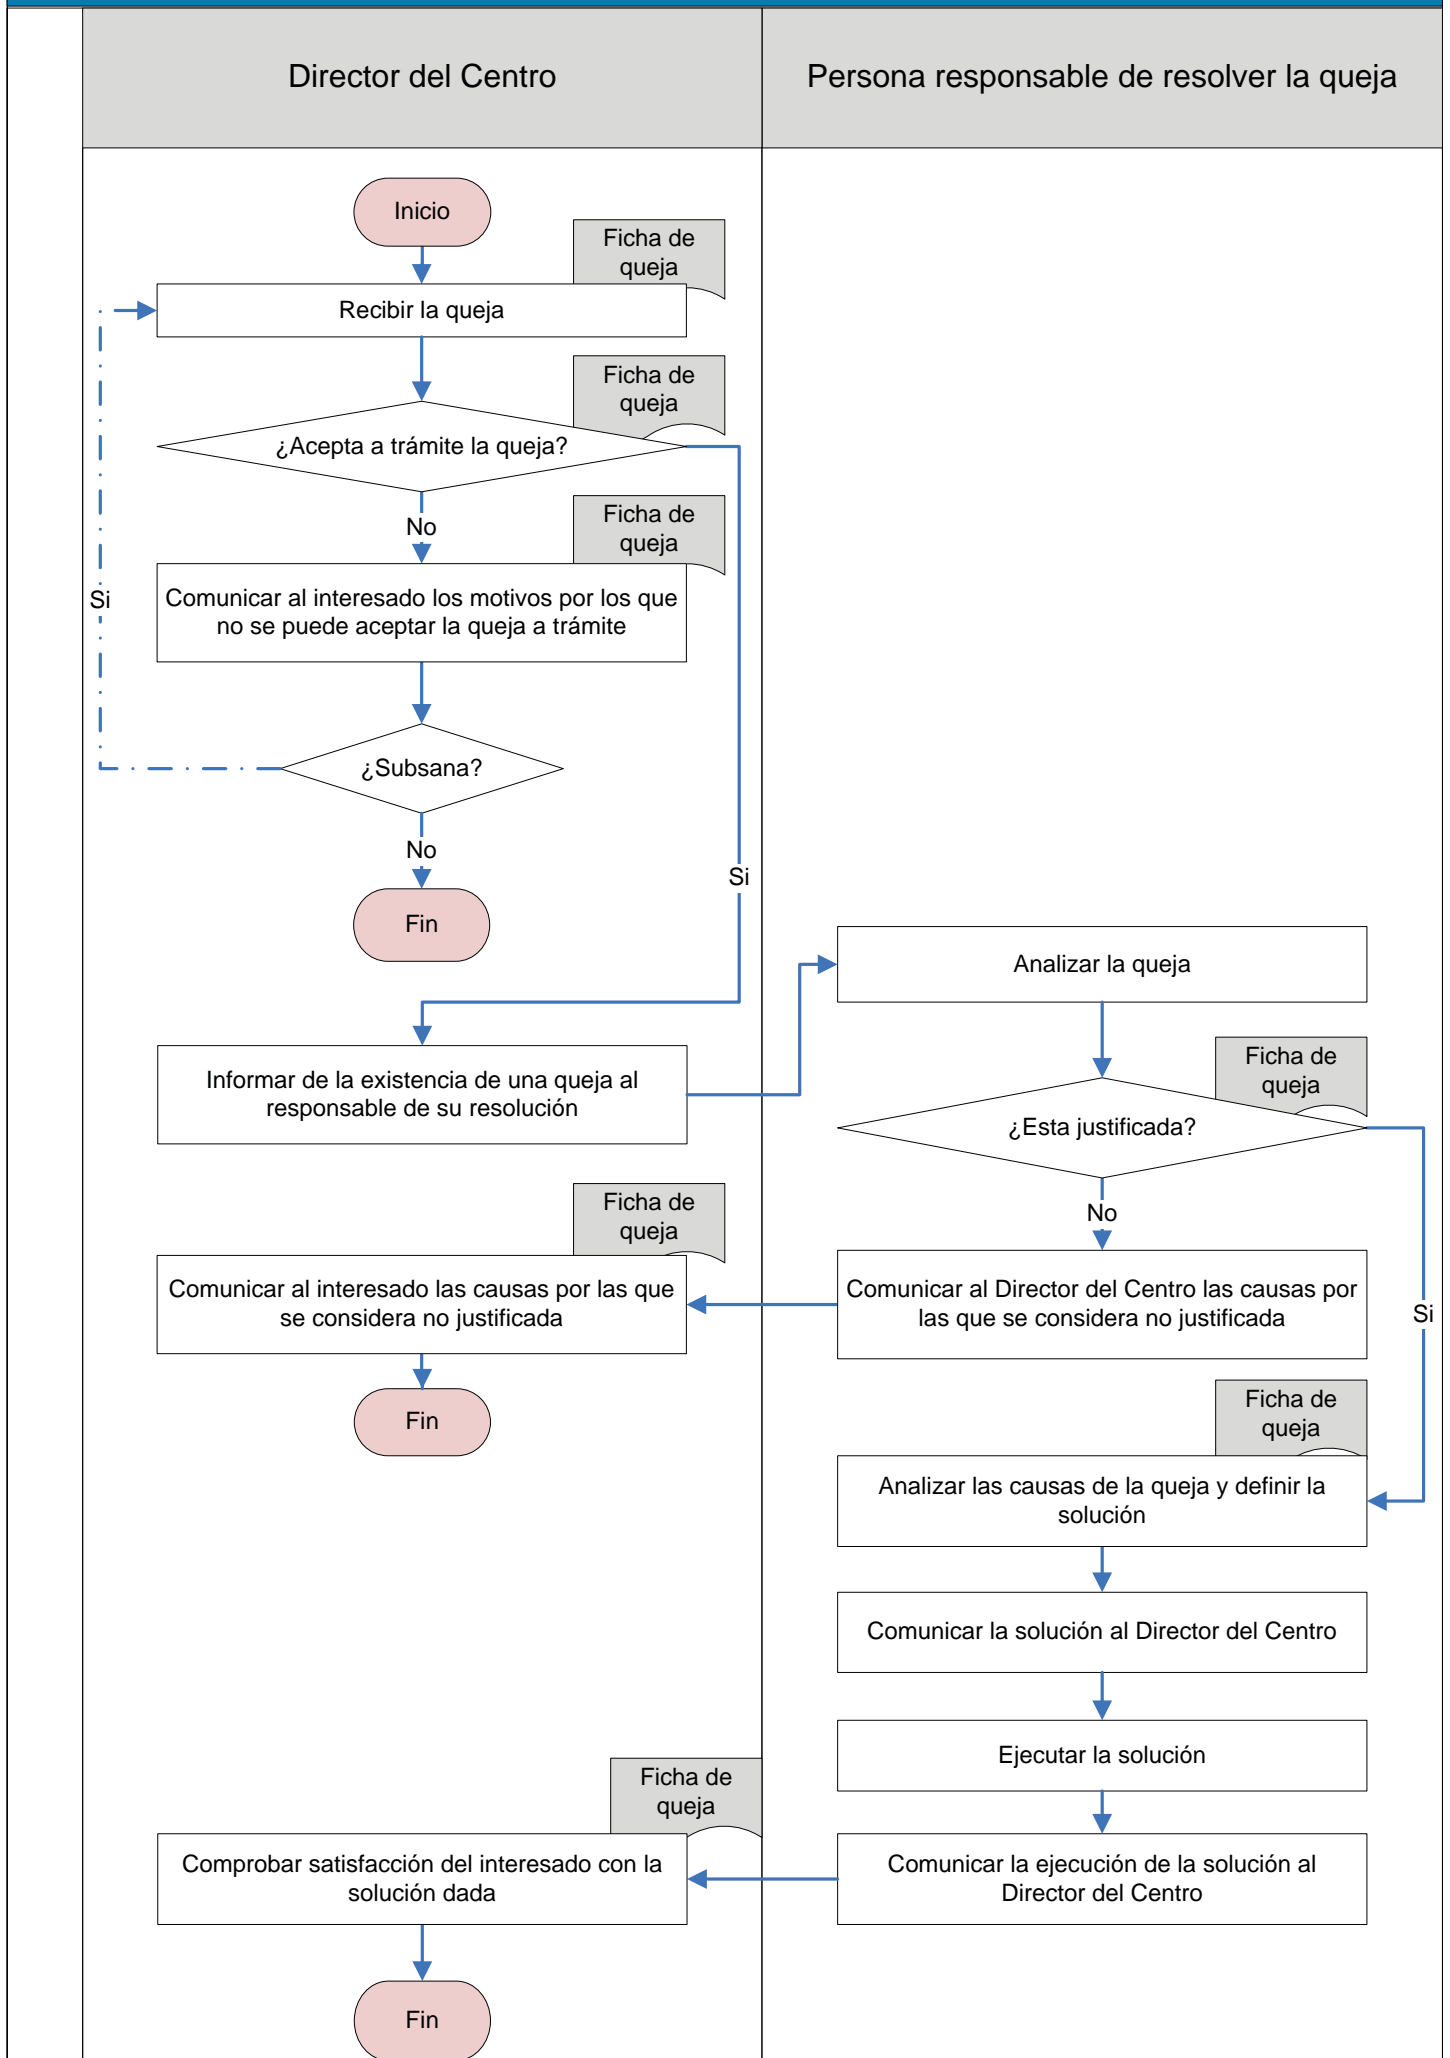 Director del Centro
Persona responsable de resolver la queja
Inicio
Ficha de
queja
Recibir la queja
Ficha de
queja
¿Acepta a trámite la queja?
No
Ficha de
queja
Comunicar al interesado los motivos por los que
no se puede aceptar la queja a trámite
Si
¿Subsana?
No
Si
Fin
Analizar la queja
Informar de la existencia de una queja al
responsable de su resolución
Ficha de
queja
¿Esta justificada?
No
Ficha de
queja
Comunicar al interesado las causas por las que
se considera no justificada
Comunicar al Director del Centro las causas por
las que se considera no justificada
Si
Fin
Ficha de
queja
Analizar las causas de la queja y definir la
solución
Comunicar la solución al Director del Centro
Ejecutar la solución
Ficha de
queja
Comprobar satisfacción del interesado con la
solución dada
Comunicar la ejecución de la solución al
Director del Centro
Fin